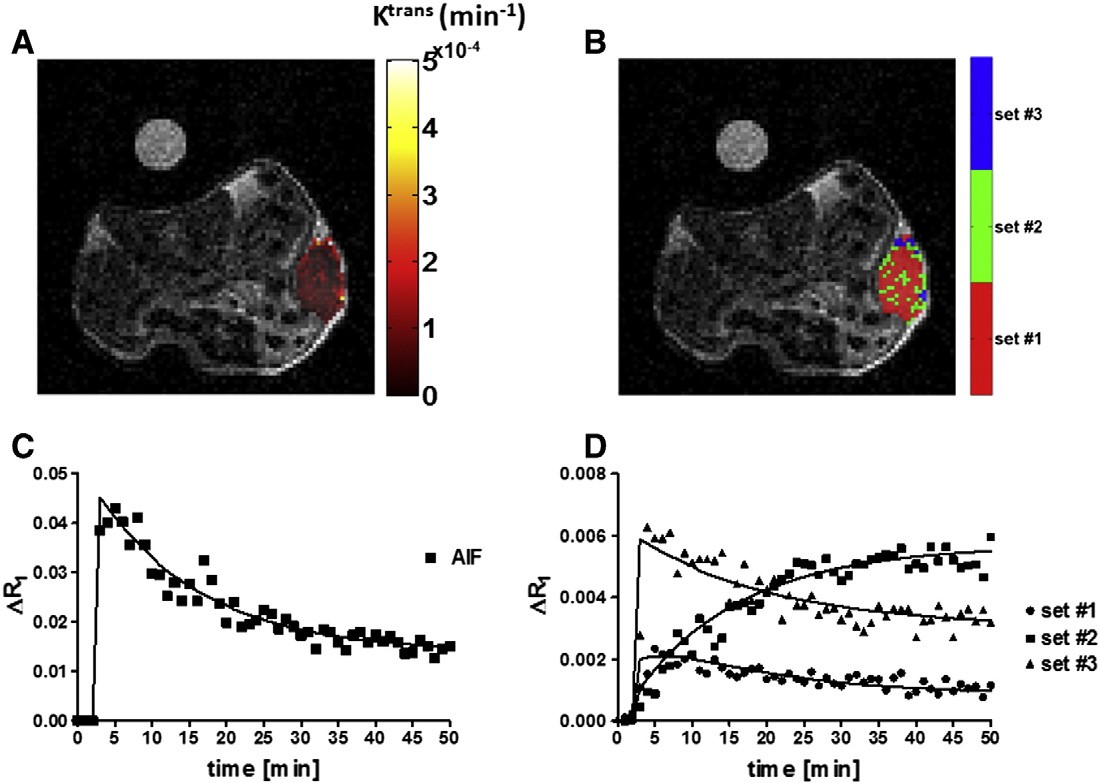 K^trans (min^-1)
A
B
x10^-4
5
4
3
2
1
0
set #3
set #2
set #1
C
D
0.05
0.04
0.03
0.02
0.01
0.00
ΔR1
AIF
0 5 10 15 20 25 30 35 40 45 50
time [min]
0.008
0.006
0.004
0.002
0.000
ΔR1
set #1
set #2
set #3
0 5 10 15 20 25 30 35 40 45 50
time [min]